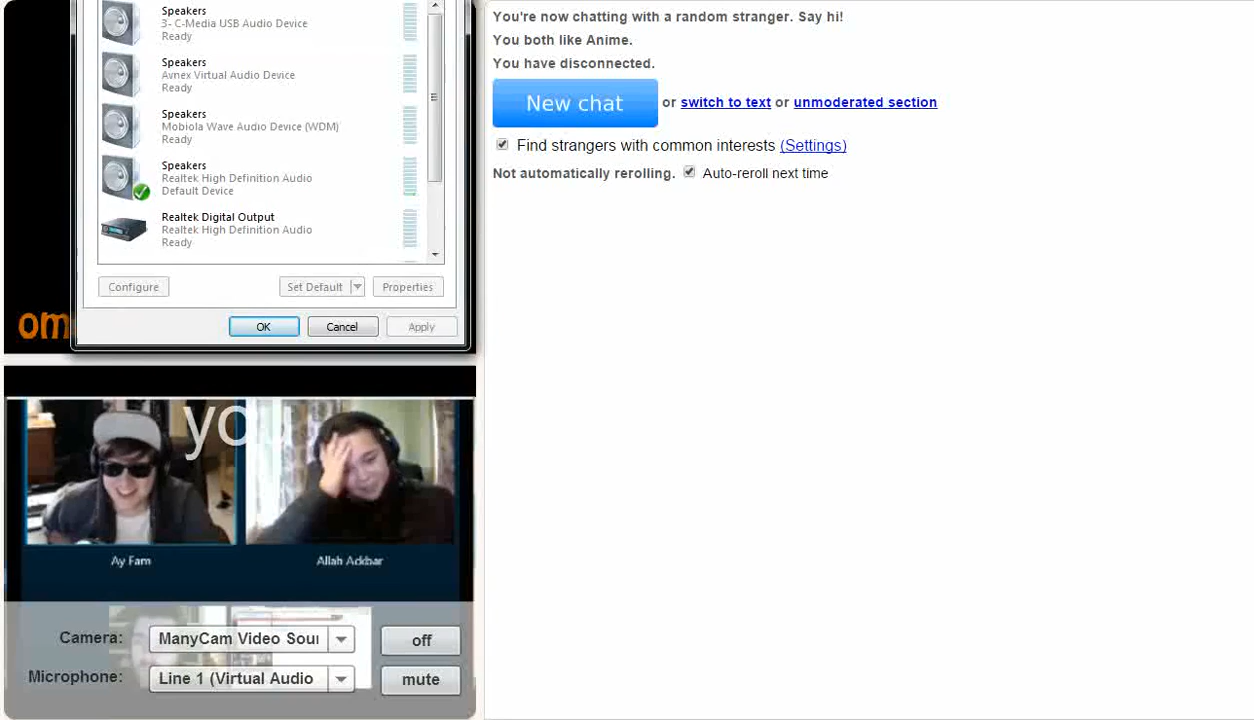 Speakers
3- C-Media USB Audio Device
Ready
Speakers
Avnex Virtual Audio Device
Ready
Speakers
Mobiola Wave Audio Device (WDM)
Ready
Speakers
Realtek High Definition Audio
Default Device
Realtek Digital Output
Realtek High Definition Audio
Ready
Configure
Set Default
Properties
OK
Cancel
Apply
om
you
Ay Fam
Allah Ackbar
Camera:
ManyCam Video Sour
off
Microphone:
Line 1 (Virtual Audio
mute
You're now chatting with a random stranger. Say hi!
You both like Anime.
You have disconnected.
New chat or switch to text or unmoderated section
Find strangers with common interests (Settings)
Not automatically rerolling. Auto-reroll next time